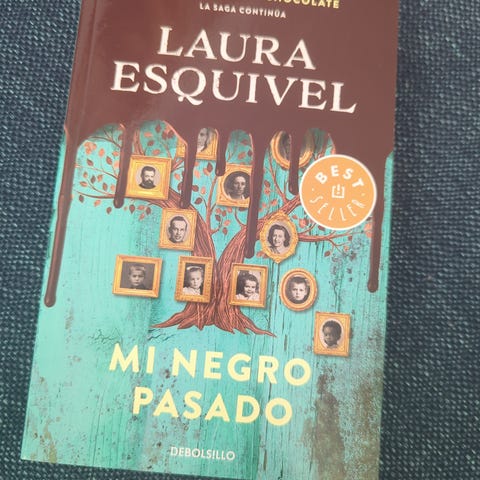 CHOCOLATE
LA SAGA CONTINÚA
LAURA
ESQUIVEL
BEST
SELLER
MI NEGRO
PASADO
DEBOLSILLO